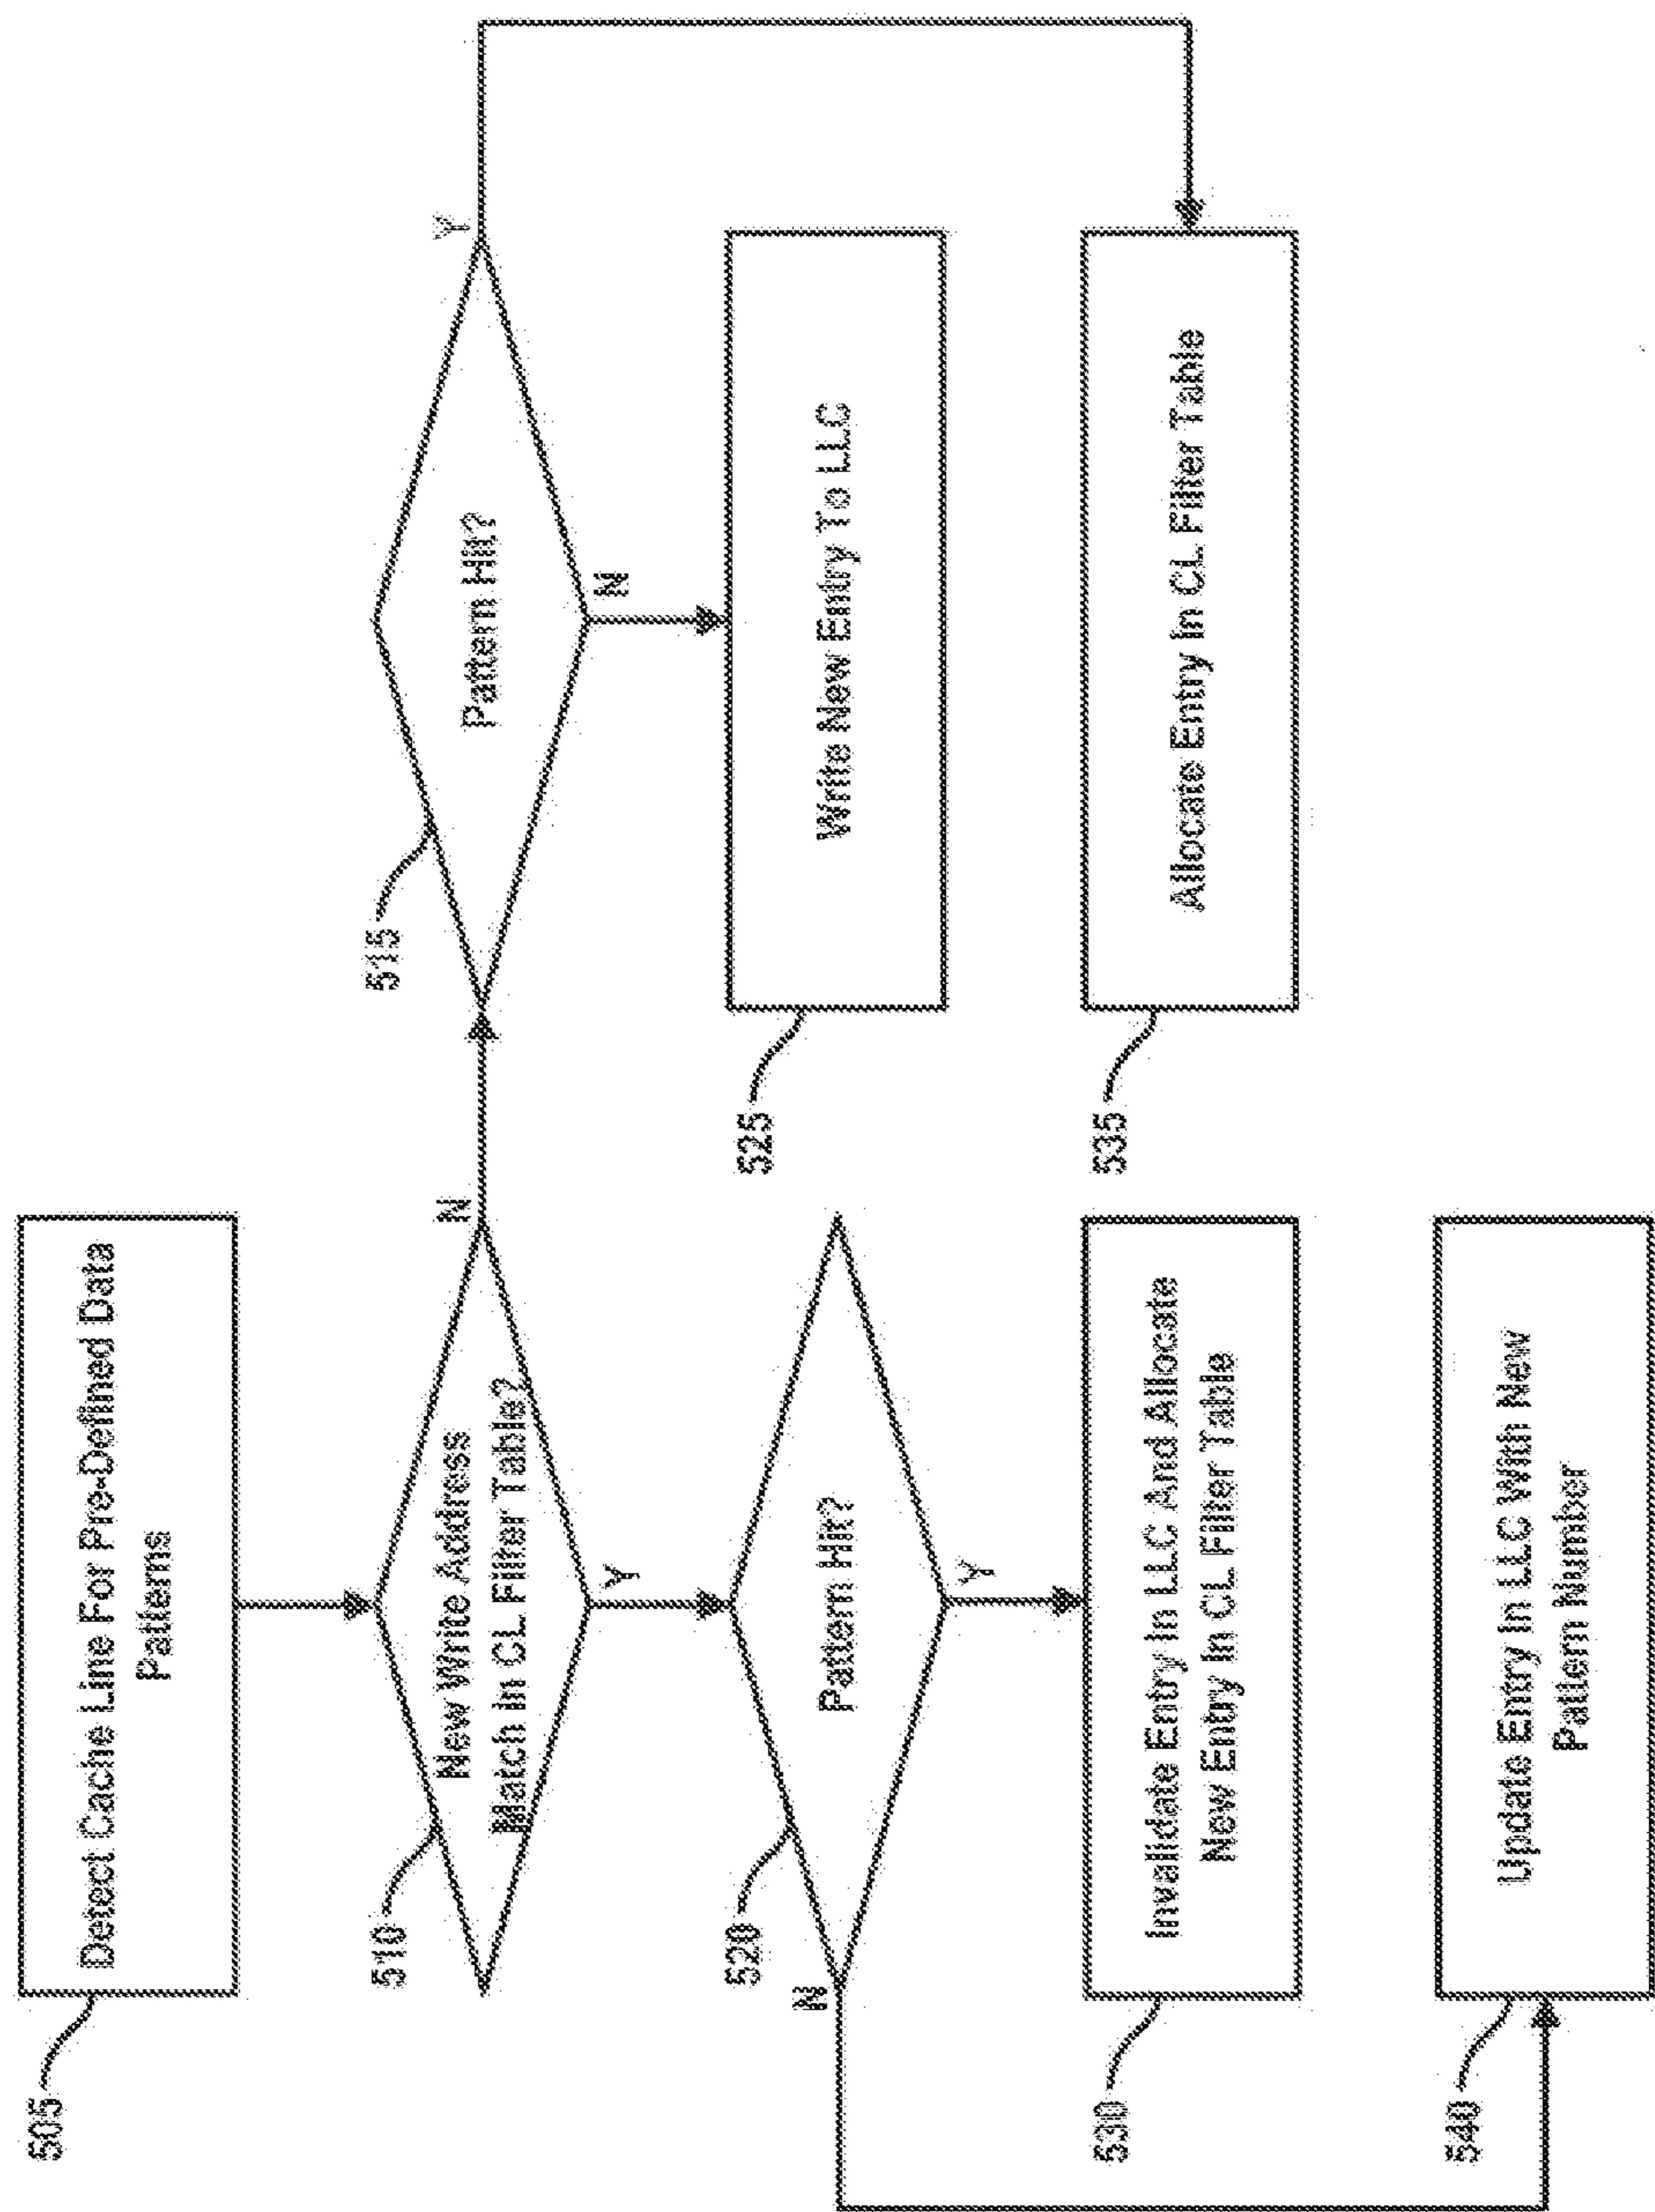 505
Detect Cache Line For Pre-Defined Data
Patterns
510
New Write Address
Match In CL Filter Table?
N
Y
515
Pattern Hit?
Y
N
520
Pattern Hit?
N
Y
525
Write New Entry To LLC
530
Invalidate Entry In LLC And Allocate
New Entry In CL Filter Table
535
Allocate Entry In CL Filter Table
540
Update Entry In LLC With New
Pattern Number